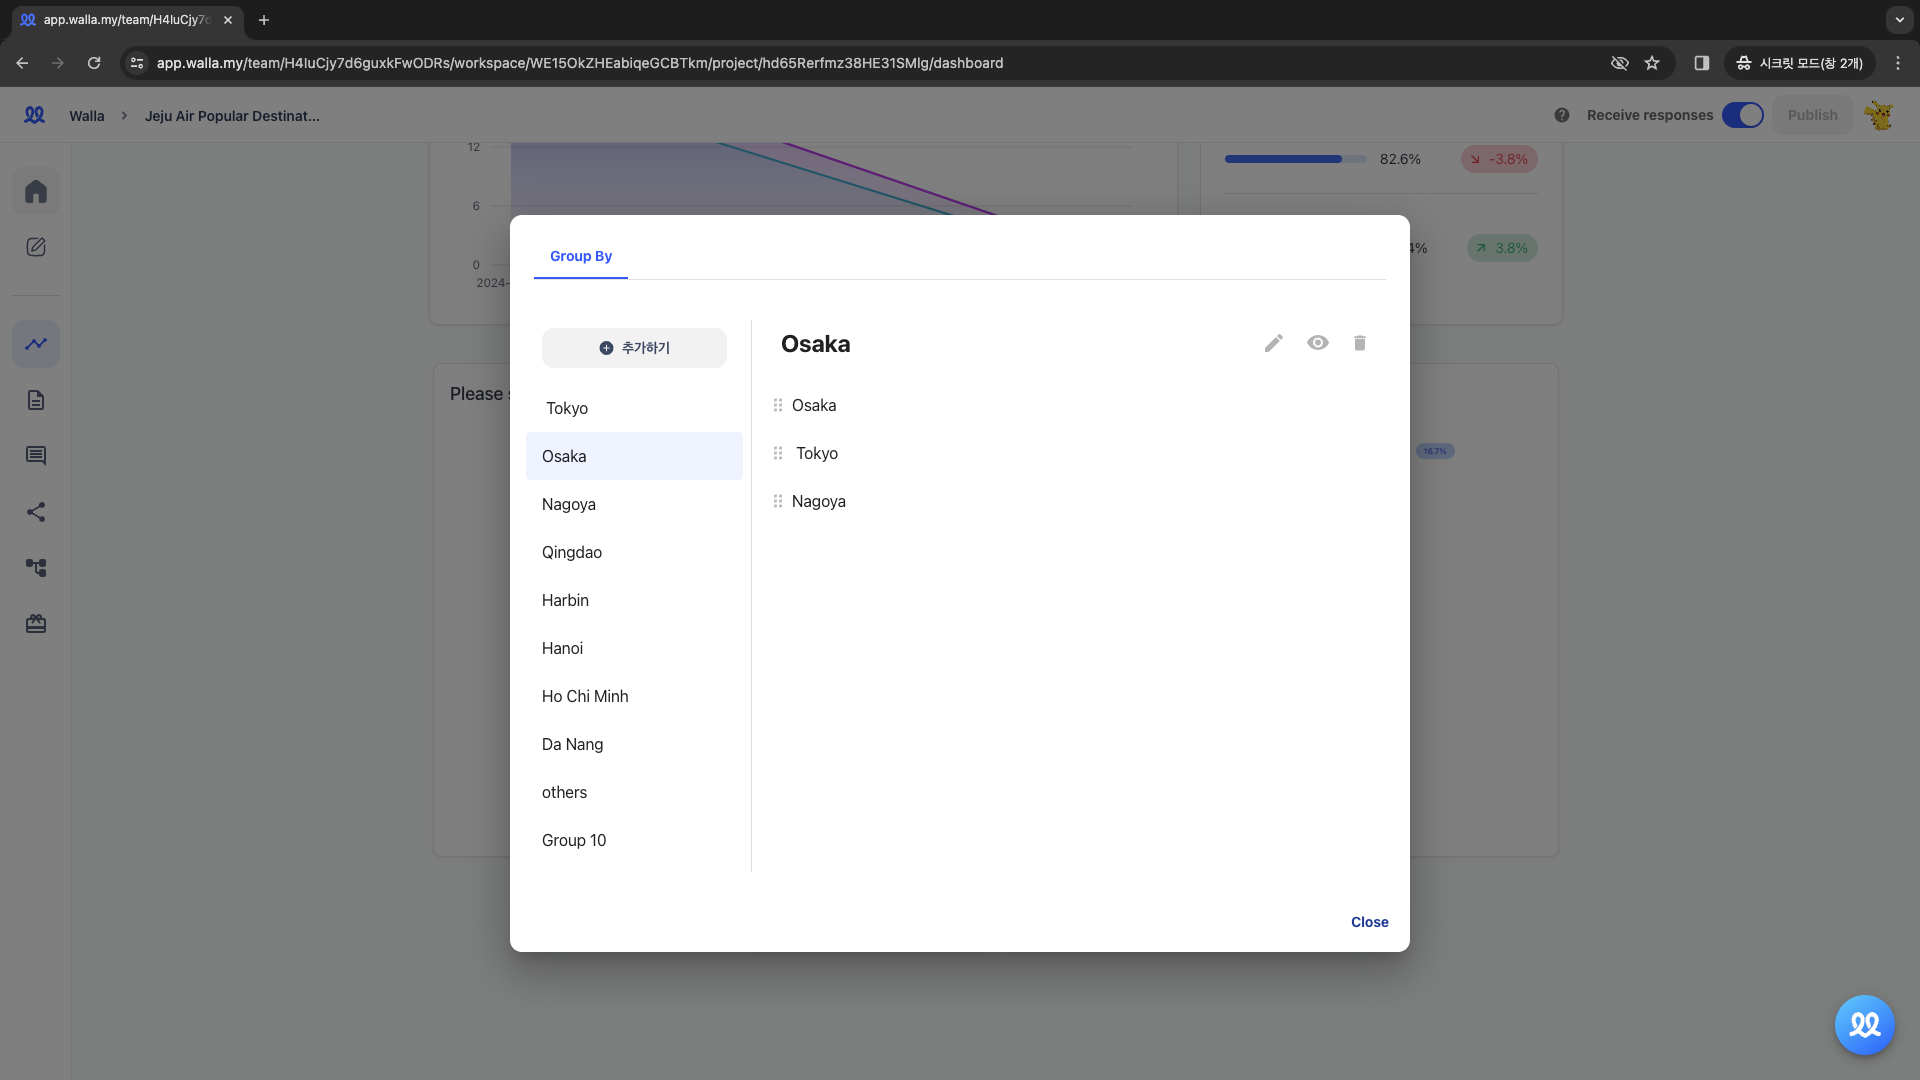 app.walla.my/team/H4luCjy7d
app.walla.my/team/H4luCjy7d6guxkFwODRs/workspace/WE15OkZHEabiqeGCBTkm/project/hd65Rerfmz38HE31SMlg/dashboard
시크릿 모드(창 2개)
Walla
Jeju Air Popular Destinat...
Receive responses
Publish
12
6
0
2024-
82.6%
-3.8%
4%
3.8%
Please
16.7%
Group By
추가하기
Tokyo
Osaka
Nagoya
Qingdao
Harbin
Hanoi
Ho Chi Minh
Da Nang
others
Group 10
Osaka
Osaka
Tokyo
Nagoya
Close